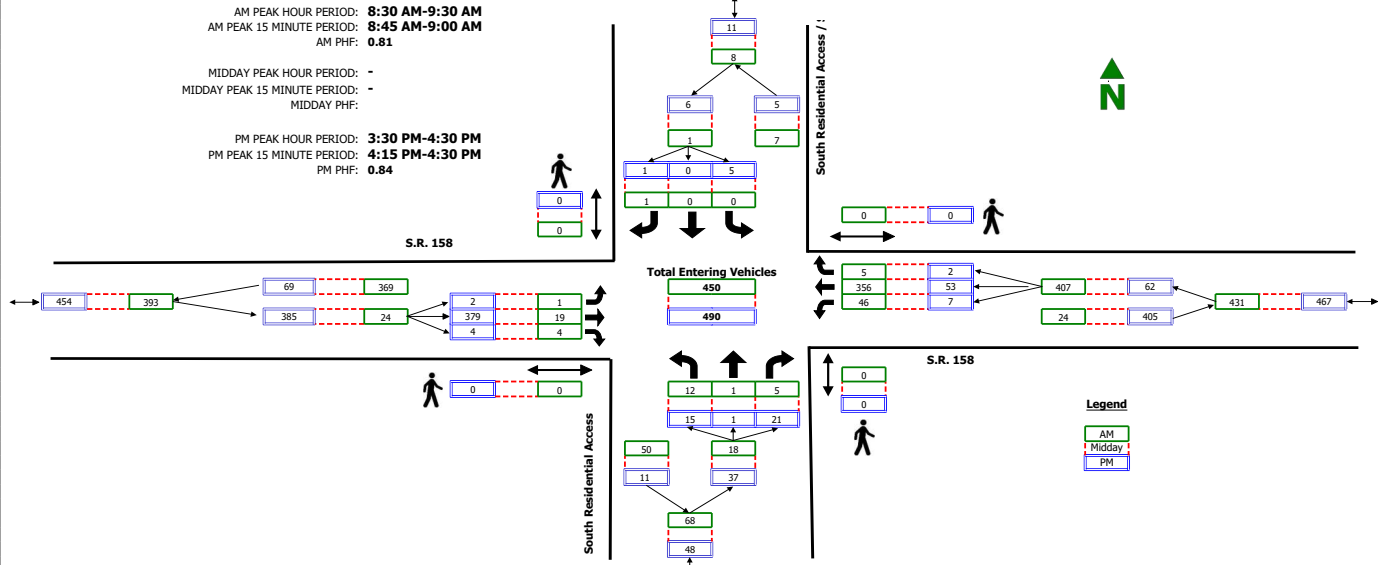 AM PEAK HOUR PERIOD: 8:30 AM-9:30 AM
AM PEAK 15 MINUTE PERIOD: 8:45 AM-9:00 AM
AM PHF: 0.81
MIDDAY PEAK HOUR PERIOD: -
MIDDAY PEAK 15 MINUTE PERIOD: -
MIDDAY PHF:
PM PEAK HOUR PERIOD: 3:30 PM-4:30 PM
PM PEAK 15 MINUTE PERIOD: 4:15 PM-4:30 PM
PM PHF: 0.84
11
8
6 5
1 7
1 0 5
1 0 0
South Residential Access /
N
0
0
0 0
S.R. 158
Total Entering Vehicles
450
490
454 393
69 369
385 24
2 1
379 19
4 4
5 2
356 53
46 7
407 62
24 405
431 467
S.R. 158
0 0
South Residential Access
12 1 5
15 1 21
50 18
11 37
68
48
0
0
Legend
AM
Midday
PM